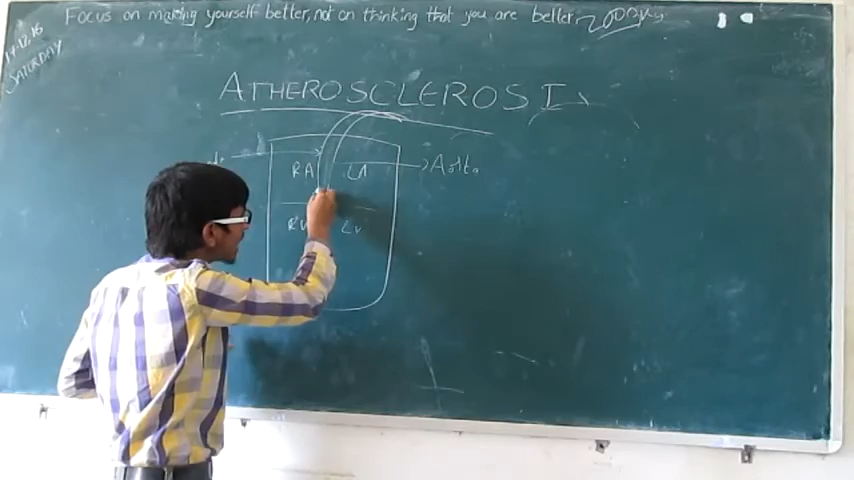 Focus on making yourself better, not on thinking that you are better
17-12-16
SATURDAY
ATHEROSCLEROSIS
RA LA
Aorta
RV LV